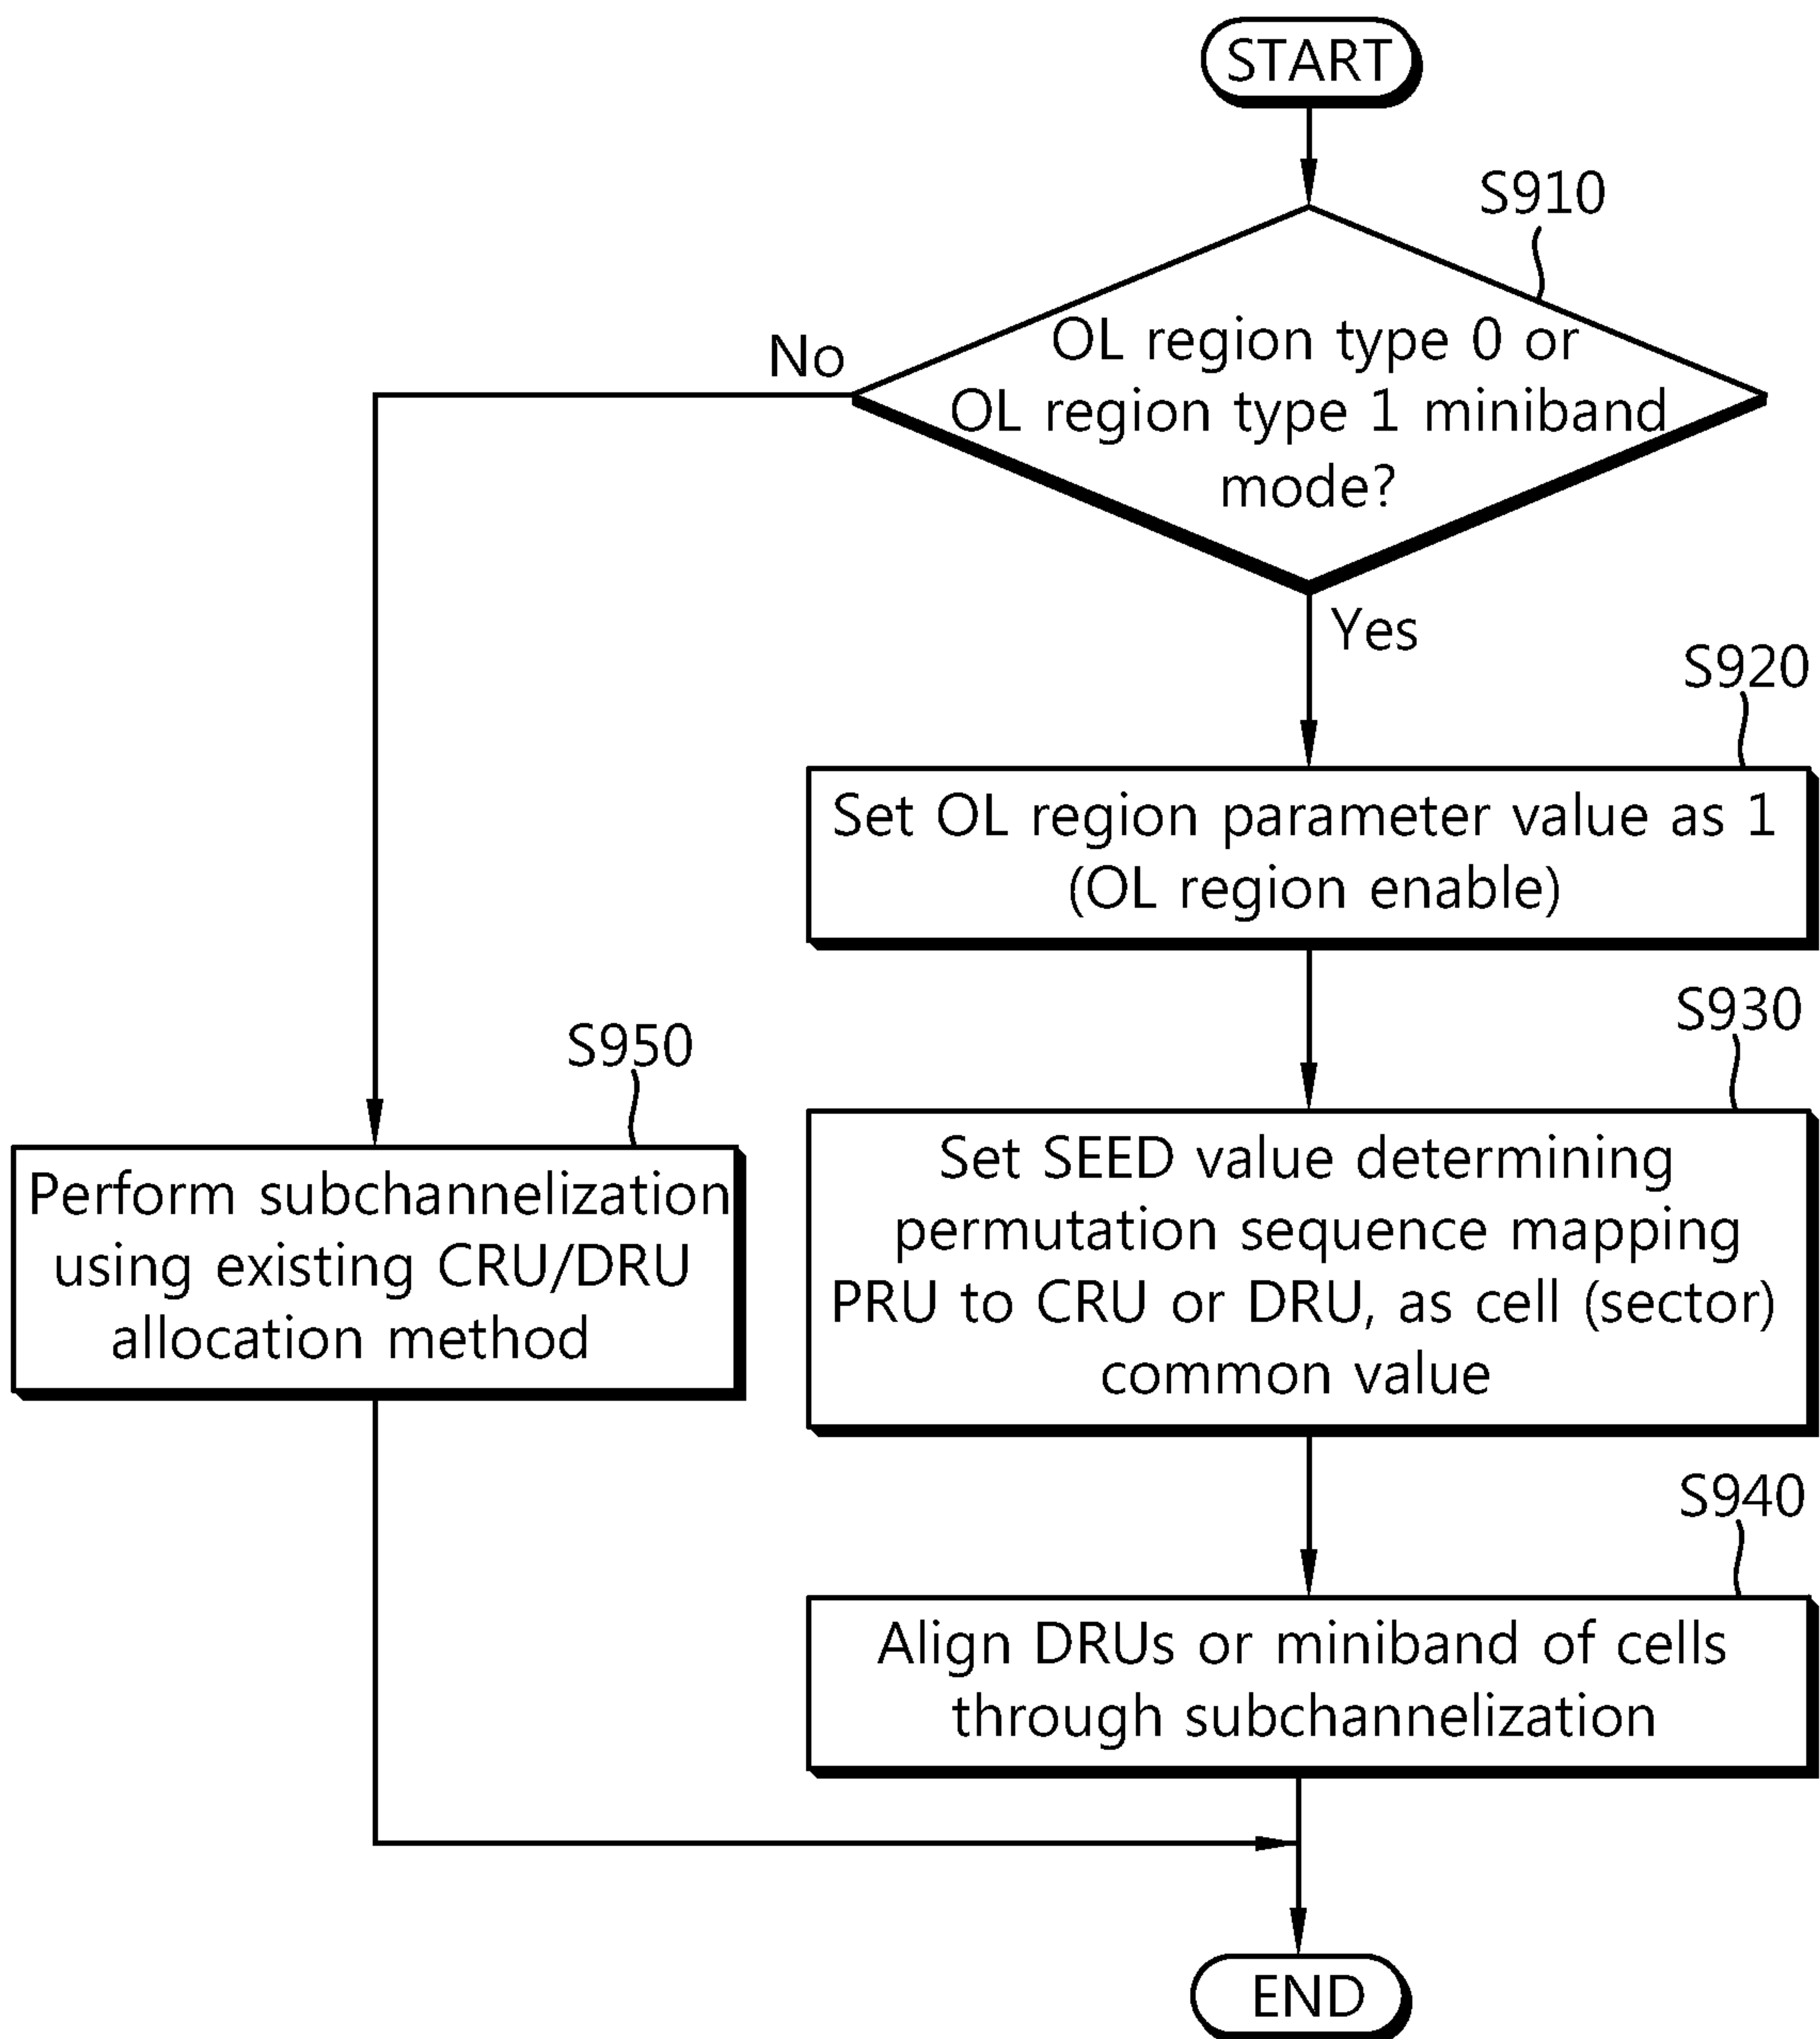 START
S910
OL region type 0 or
OL region type 1 miniband
mode?
No
Yes
S920
Set OL region parameter value as 1
(OL region enable)
S930
Set SEED value determining
permutation sequence mapping
PRU to CRU or DRU, as cell (sector)
common value
S950
Perform subchannelization
using existing CRU/DRU
allocation method
S940
Align DRUs or miniband of cells
through subchannelization
END